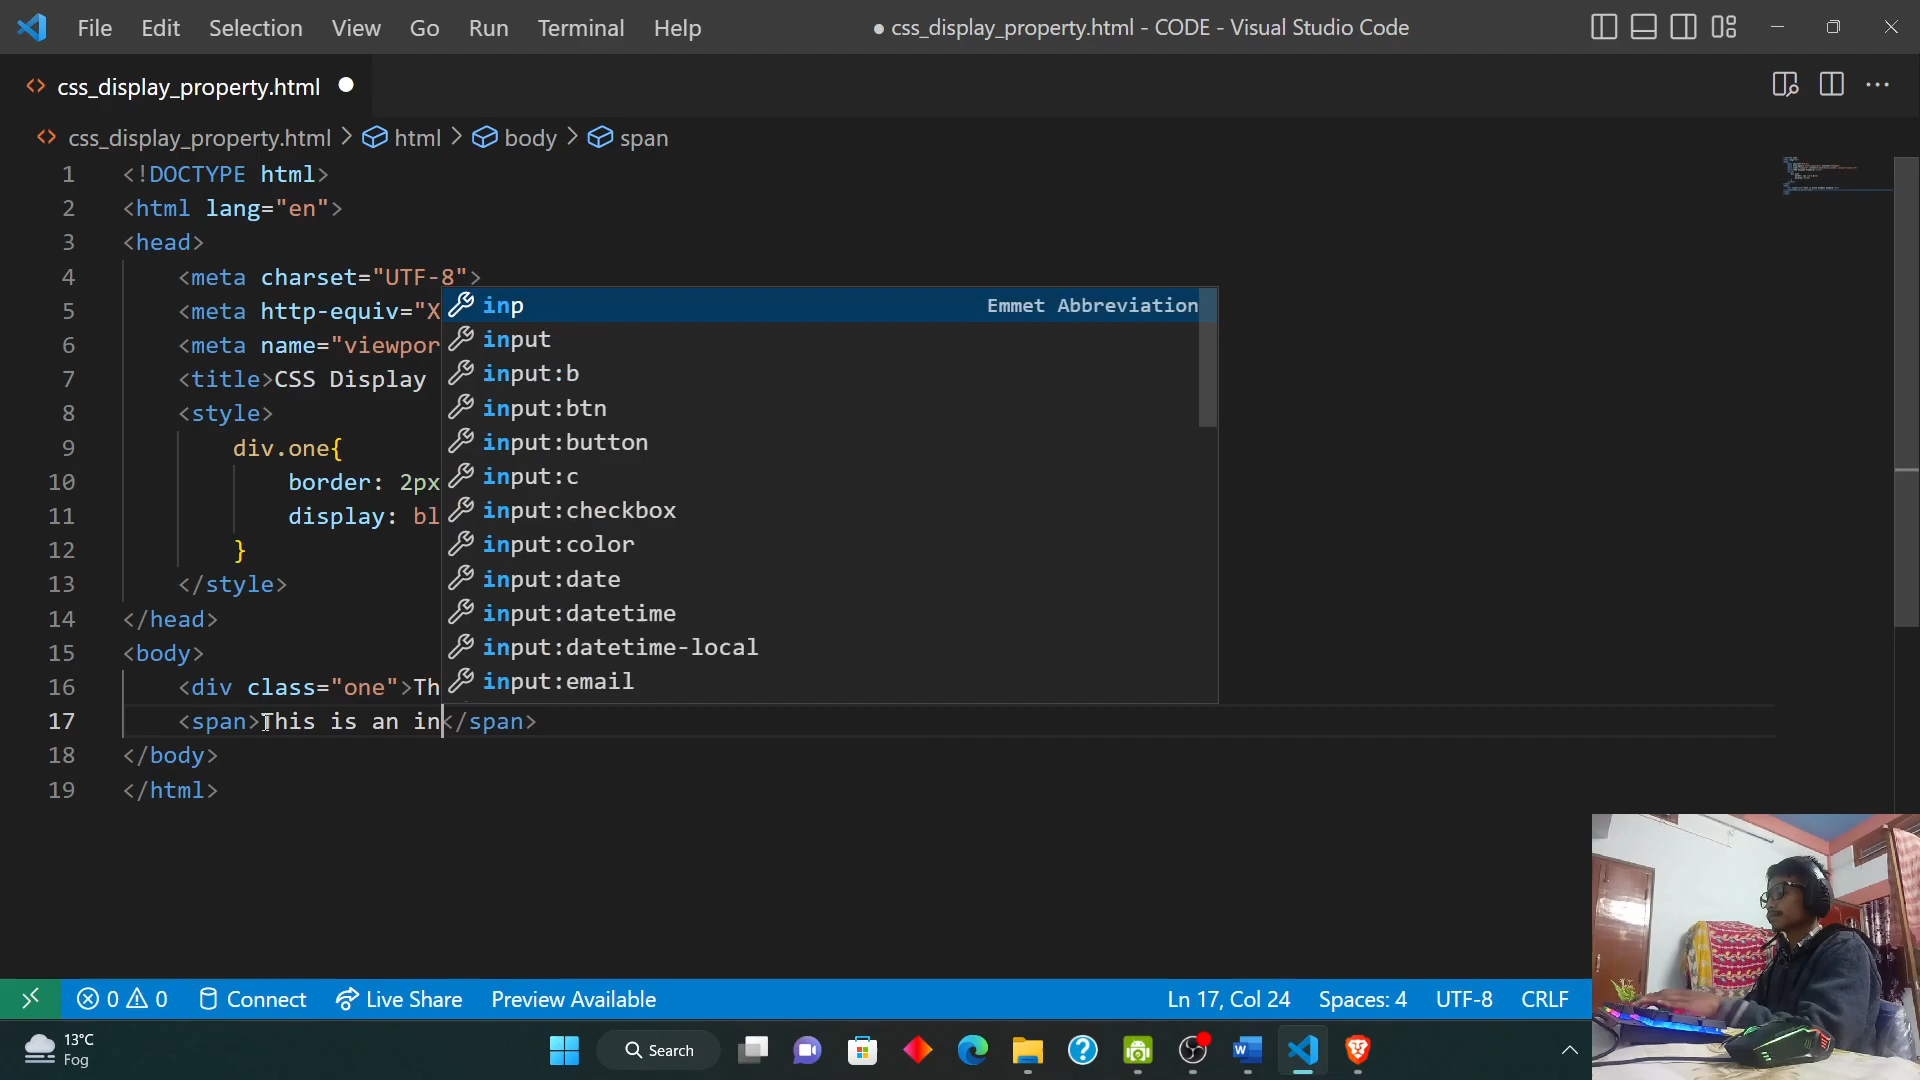 File Edit Selection View Go Run Terminal Help
● css_display_property.html - CODE - Visual Studio Code
css_display_property.html
css_display_property.html > html > body > span
1 <!DOCTYPE html>
2 <html lang="en">
3 <head>
4 <meta charset="UTF-8">
5 <meta http-equiv="X
6 <meta name="viewpor
7 <title>CSS Display
8 <style>
9 div.one{
10 border: 2px
11 display: bl
12 }
13 </style>
14 </head>
15 <body>
16 <div class="one">Th
17 <span>This is an in</span>
18 </body>
19 </html>
inp Emmet Abbreviation
input
input:b
input:btn
input:button
input:c
input:checkbox
input:color
input:date
input:datetime
input:datetime-local
input:email
0 0 Connect Live Share Preview Available
Ln 17, Col 24 Spaces: 4 UTF-8 CRLF
13°C
Fog
Search